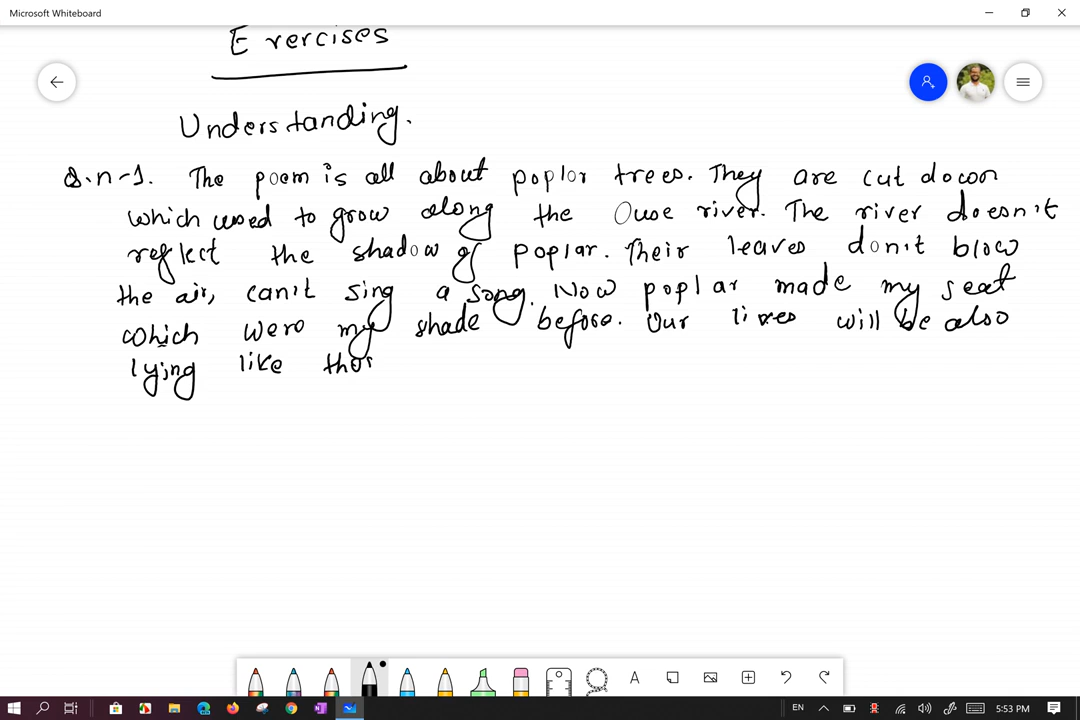 Microsoft Whiteboard
Exercises
Understanding.
Q.n-1. The poem is all about poplar trees. They are cut down
which used to grow along the Ouse river. The river doesn't
reflect the shadow of poplar. Their leaves don't blow
the air, can't sing a song. Now poplar made my seat
which were my shade before. Our lives will be also
lying like
A
EN
5:53 PM